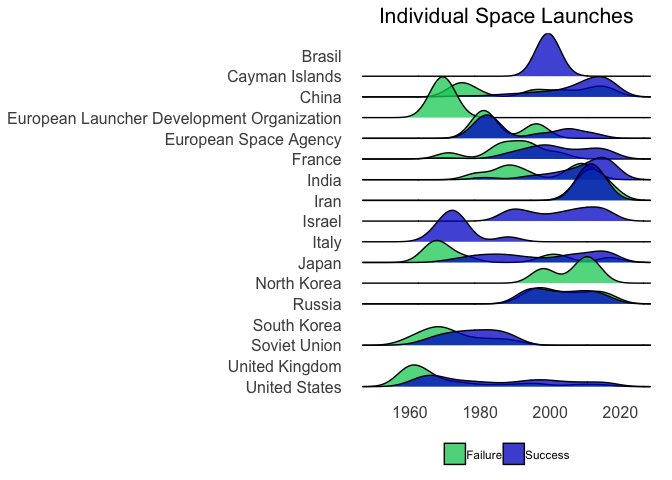 Individual Space Launches
Brasil
Cayman Islands
China
European Launcher Development Organization
European Space Agency
France
India
Iran
Israel
Italy
Japan
North Korea
Russia
South Korea
Soviet Union
United Kingdom
United States
1960 1980 2000 2020
Failure Success